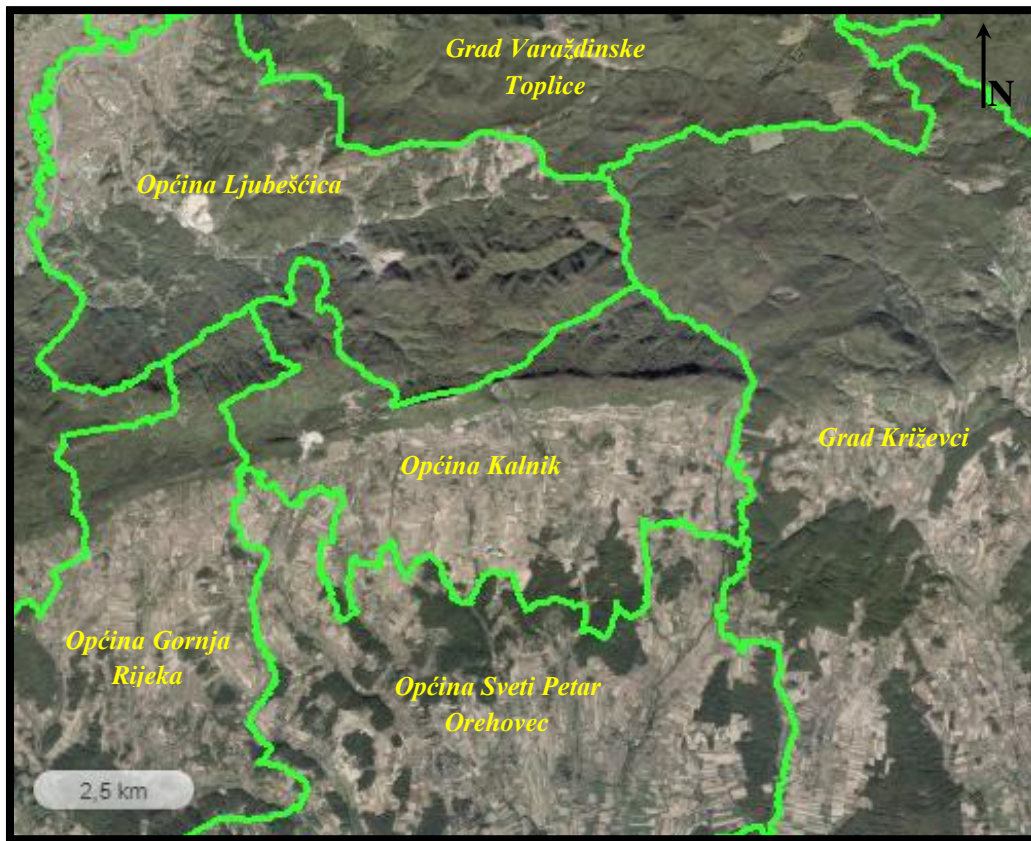 Grad Varaždinske
Toplice
N
Općina Ljubešćica
Grad Križevci
Općina Kalnik
Općina Gornja
Rijeka
Općina Sveti Petar
Orehovec
2,5 km